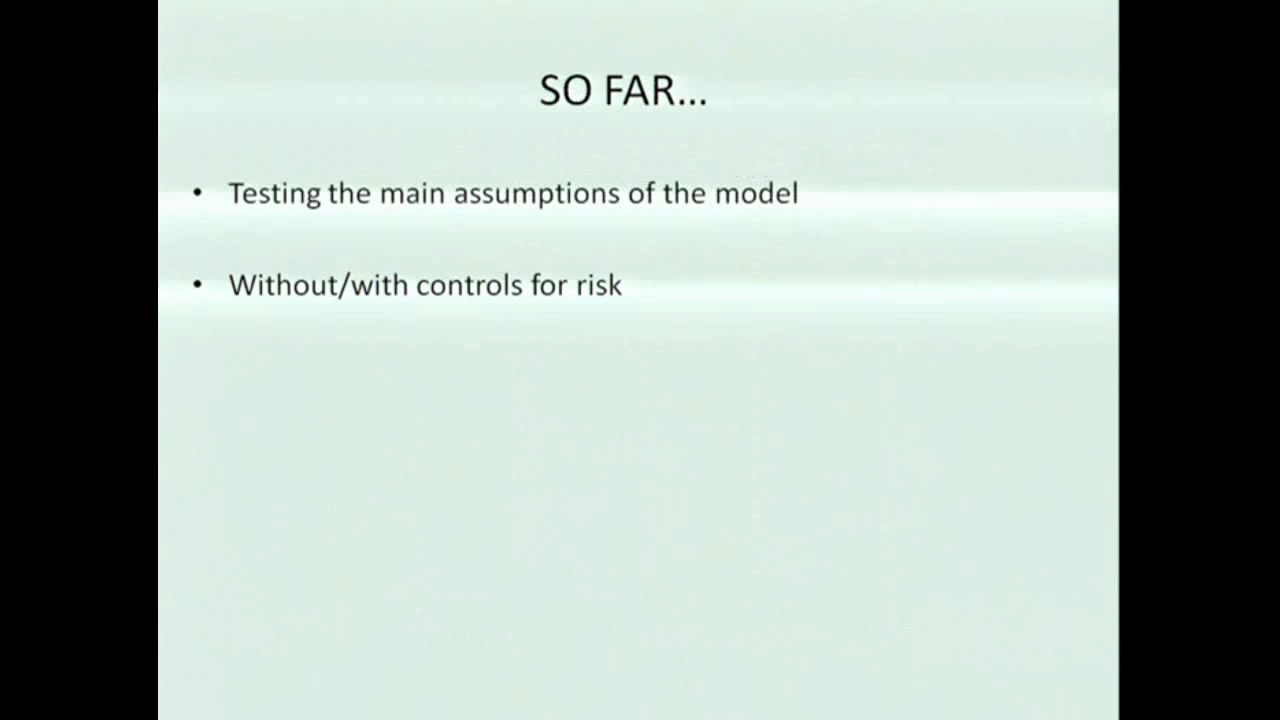 SO FAR...
• Testing the main assumptions of the model
• Without/with controls for risk